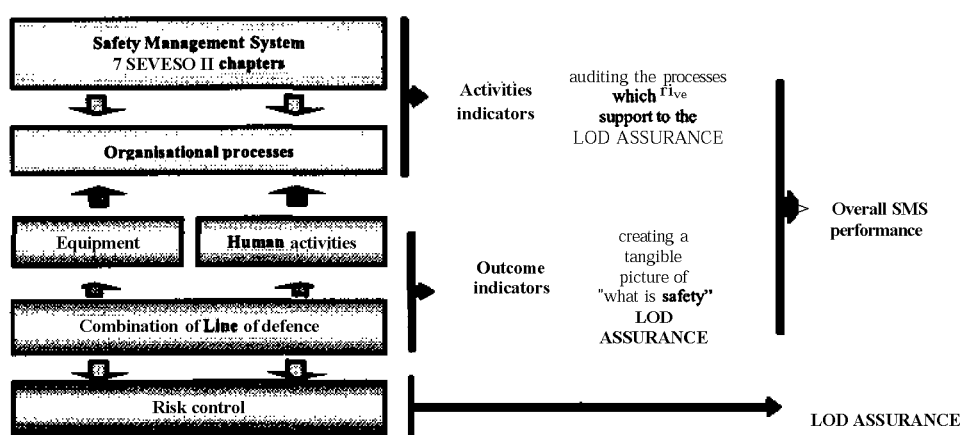 Safety Management System
7 SEVESO II chapters
Organisational processes
Equipment
Human activities
Combination of Line of defence
Risk control
Activities
indicators
auditing the processes
which rive
support to the
LOD ASSURANCE
Outcome
indicators
creating a
tangible
picture of
"what is safety”
LOD
ASSURANCE
Overall SMS
performance
LOD ASSURANCE